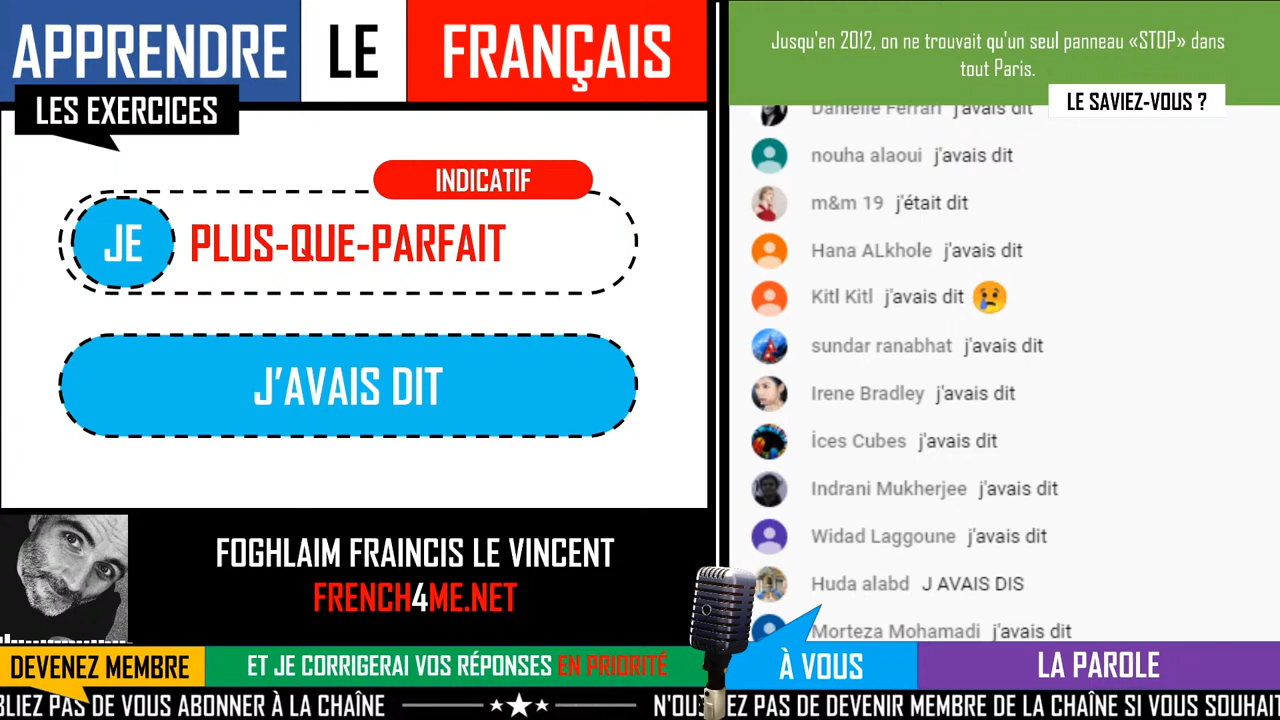 APPRENDRE LE FRANÇAIS
LES EXERCICES
INDICATIF
JE PLUS-QUE-PARFAIT
J'AVAIS DIT
FOGHLAIM FRAINCIS LE VINCENT
FRENCH4ME.NET
DEVENEZ MEMBRE
ET JE CORRIGERAI VOS RÉPONSES EN PRIORITÉ
Jusqu'en 2012, on ne trouvait qu'un seul panneau «STOP» dans
tout Paris.
LE SAVIEZ-VOUS ?
Danielle Ferrari j'avais dit
nouha alaoui j'avais dit
m&m 19 j'était dit
Hana ALkhole j'avais dit
Kitl Kitl j'avais dit 😢
sundar ranabhat j'avais dit
Irene Bradley j'avais dit
İces Cubes j'avais dit
Indrani Mukherjee j'avais dit
Widad Laggoune j'avais dit
Huda alabd J AVAIS DIS
Morteza Mohamadi j'avais dit
À VOUS
LA PAROLE
BLIEZ PAS DE VOUS ABONNER À LA CHAÎNE N'OU EZ PAS DE DEVENIR MEMBRE DE LA CHAÎNE SI VOUS SOUHAI